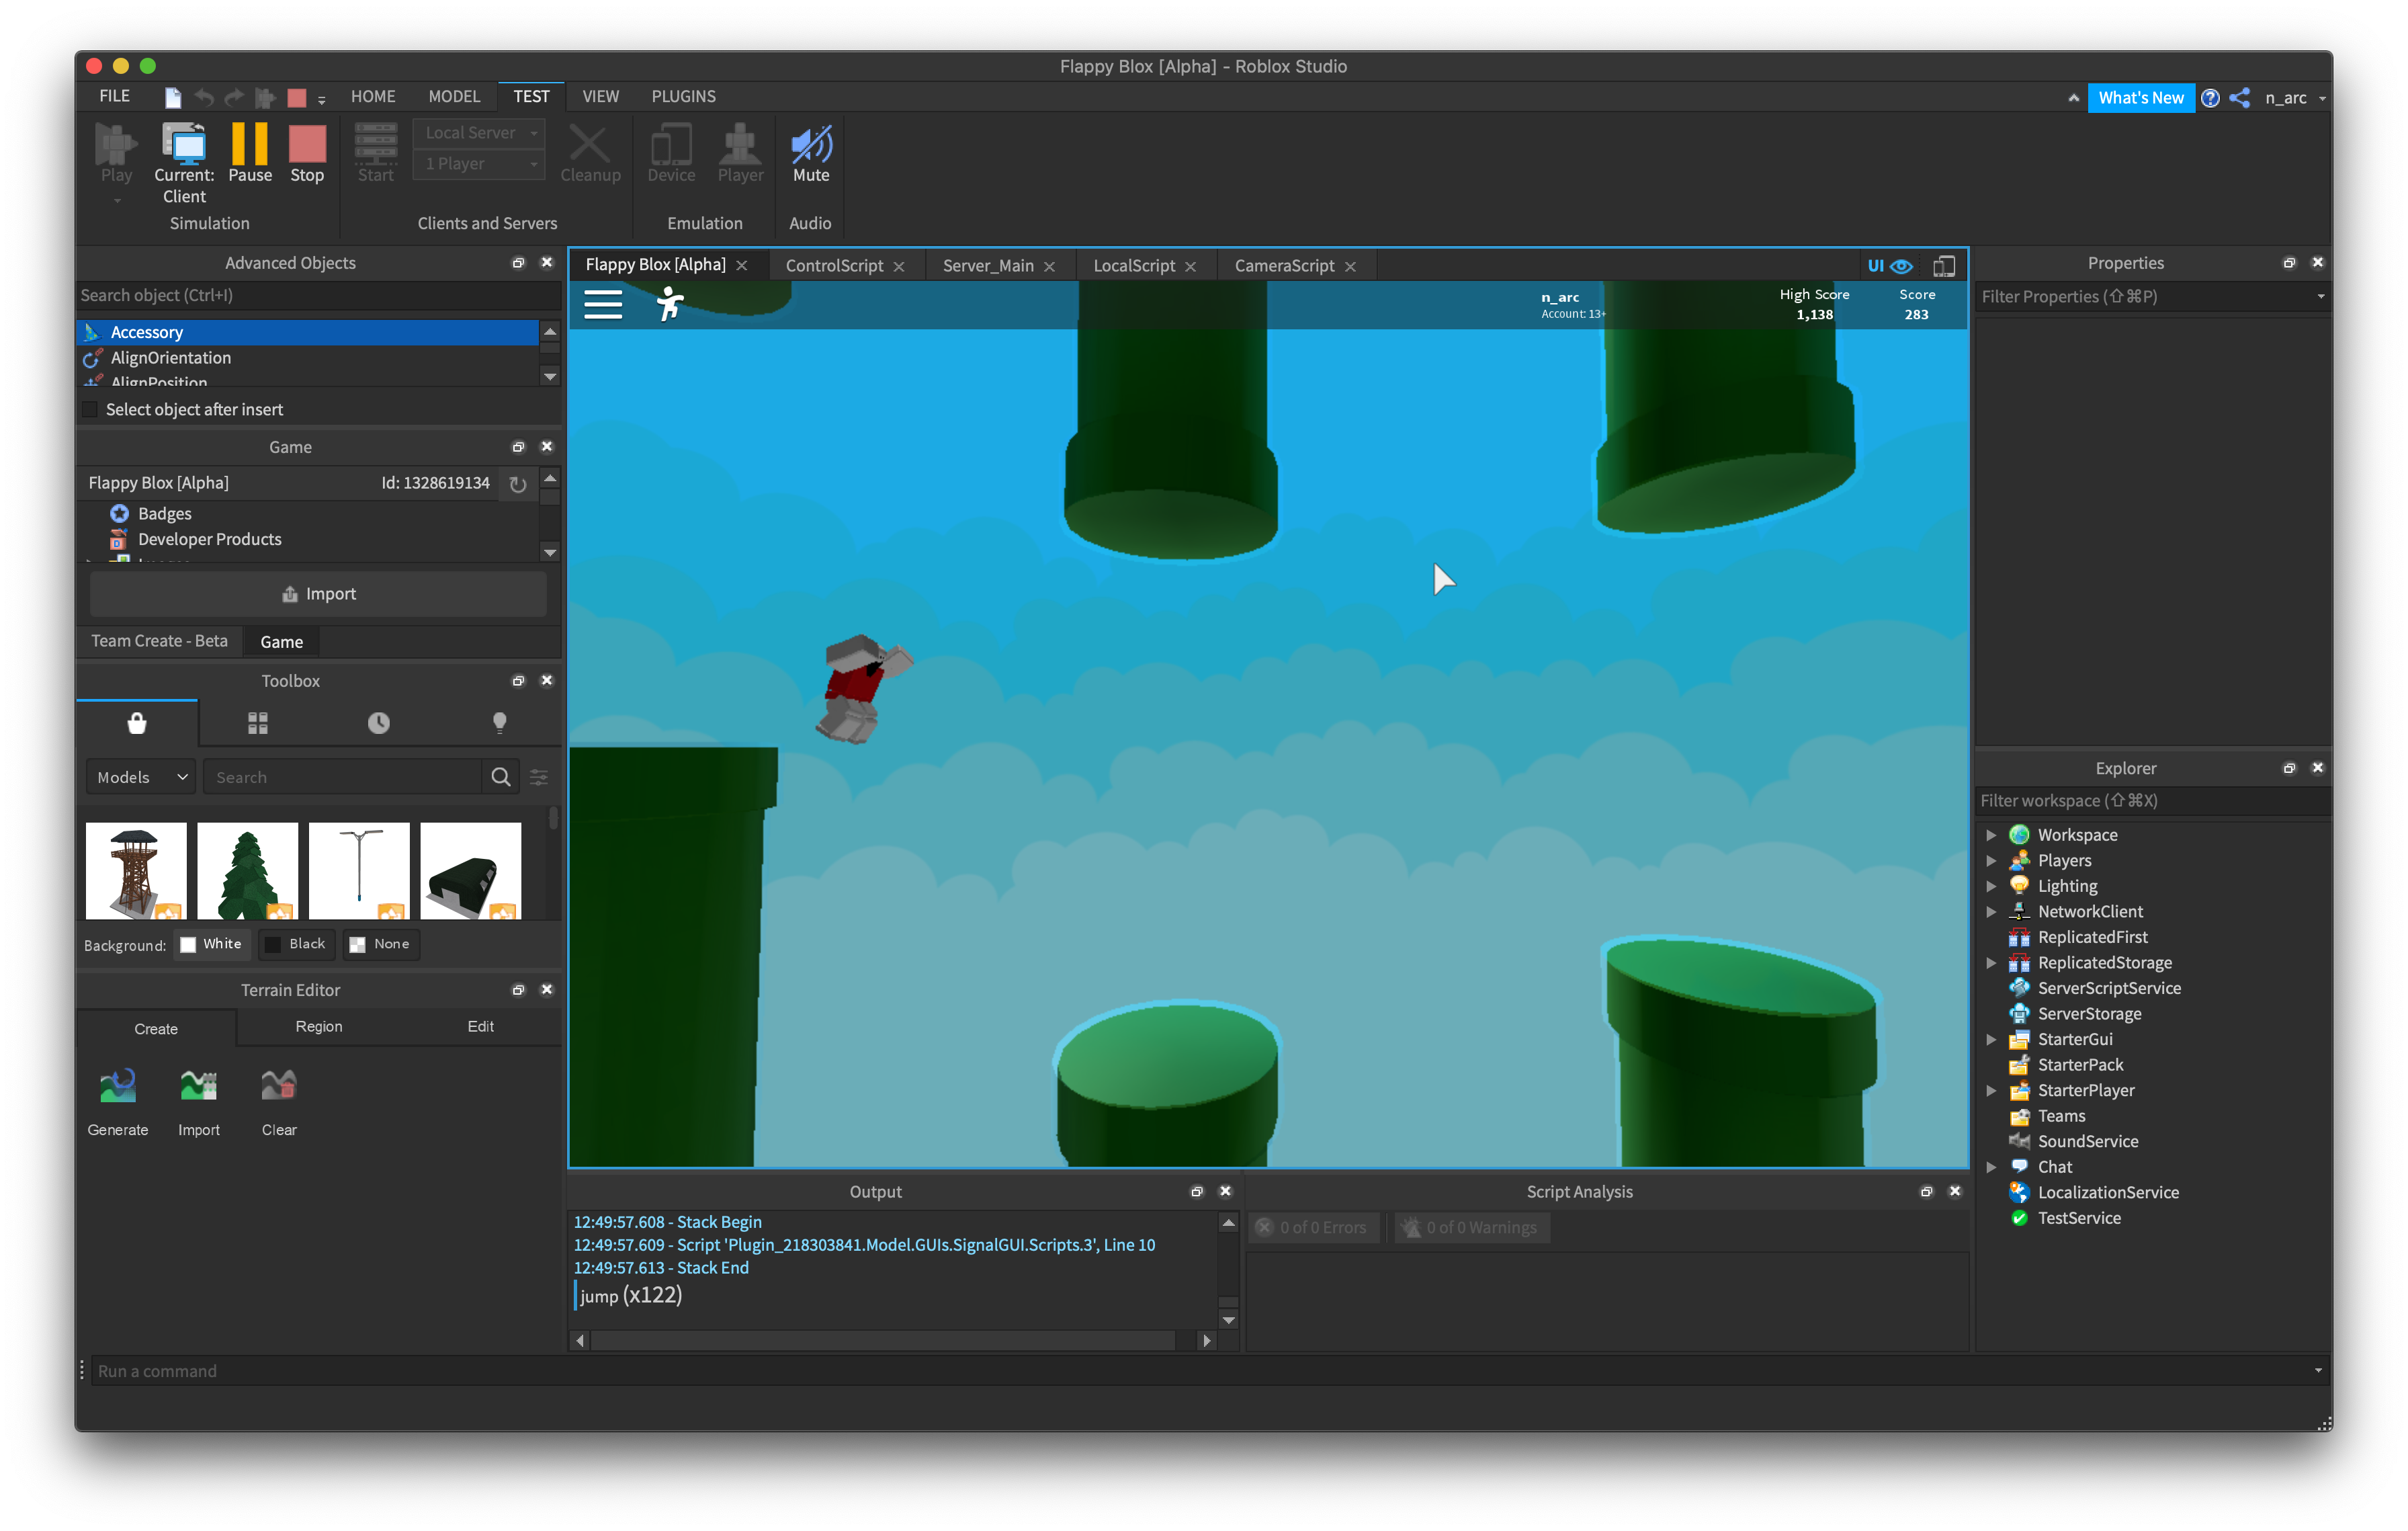 Flappy Blox [Alpha] - Roblox Studio
FILE HOME MODEL TEST VIEW PLUGINS What's New n_arc
Play Current: Client Pause Stop
Simulation
Start Local Server 1 Player Cleanup
Clients and Servers
Device Player
Emulation
Mute
Audio
Advanced Objects
Search object (Ctrl+I)
Accessory
AlignOrientation
AlignPosition
Select object after insert
Game
Flappy Blox [Alpha] Id: 1328619134
Badges
Developer Products
Import
Team Create - Beta Game
Toolbox
Models Search
Background: White Black None
Terrain Editor
Create Region Edit
Generate Import Clear
Flappy Blox [Alpha] ControlScript Server_Main LocalScript CameraScript UI
n_arc
Account: 13+
High Score
1,138
Score
283
Output
12:49:57.608 - Stack Begin
12:49:57.609 - Script 'Plugin_218303841.Model.GUIs.SignalGUI.Scripts.3', Line 10
12:49:57.613 - Stack End
jump (x122)
Script Analysis
0 of 0 Errors 0 of 0 Warnings
Properties
Filter Properties (⇧⌘P)
Explorer
Filter workspace (⇧⌘X)
Workspace
Players
Lighting
NetworkClient
ReplicatedFirst
ReplicatedStorage
ServerScriptService
ServerStorage
StarterGui
StarterPack
StarterPlayer
Teams
SoundService
Chat
LocalizationService
TestService
Run a command